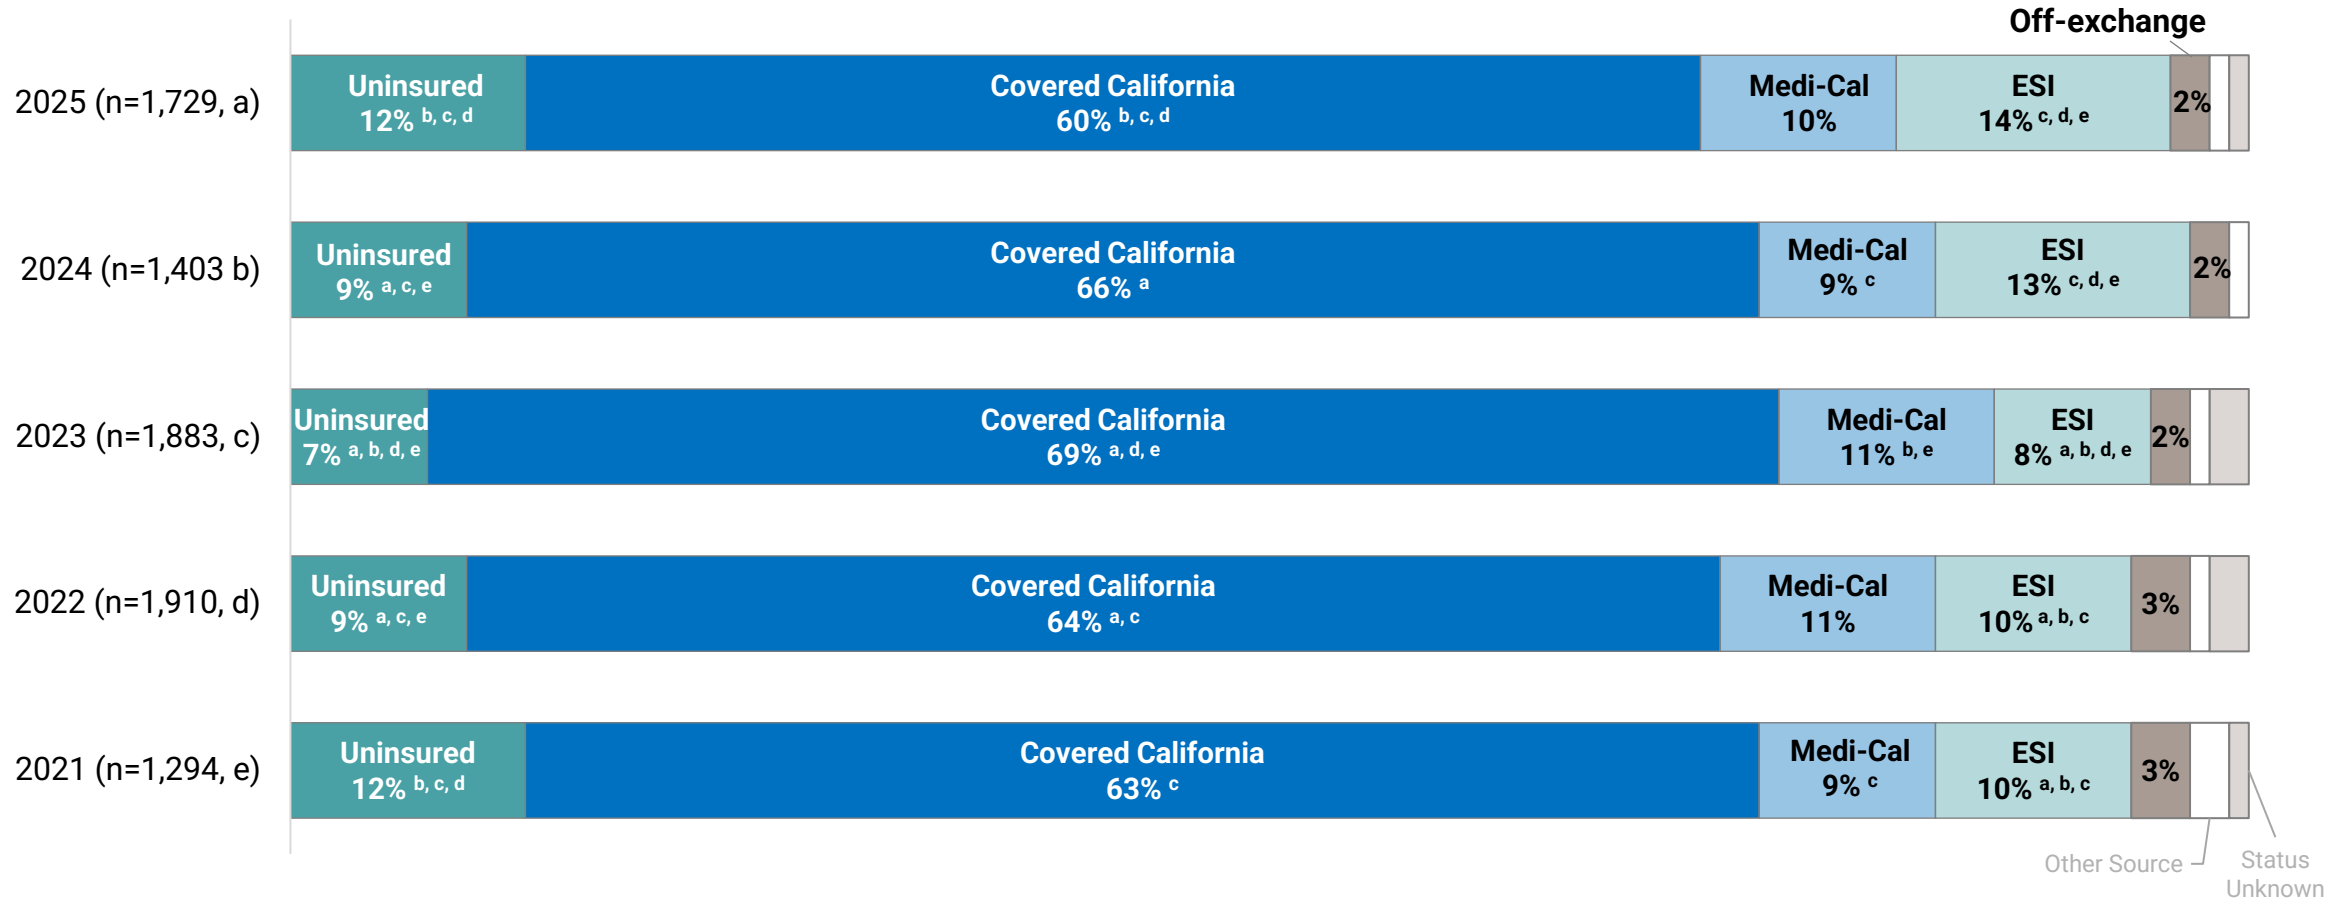 Off-exchange
2025 (n=1,729, a)
Uninsured
12% b, c, d
Covered California
60% b, c, d
Medi-Cal
10%
ESI
14% c, d, e
2%
2024 (n=1,403 b)
Uninsured
9% a, c, e
Covered California
66% a
Medi-Cal
9% c
ESI
13% c, d, e
2%
2023 (n=1,883, c)
Uninsured
7% a, b, d, e
Covered California
69% a, d, e
Medi-Cal
11% b, e
ESI
8% a, b, d, e
2%
2022 (n=1,910, d)
Uninsured
9% a, c, e
Covered California
64% a, c
Medi-Cal
11%
ESI
10% a, b, c
3%
2021 (n=1,294, e)
Uninsured
12% b, c, d
Covered California
63% c
Medi-Cal
9% c
ESI
10% a, b, c
3%
Other Source
Status
Unknown